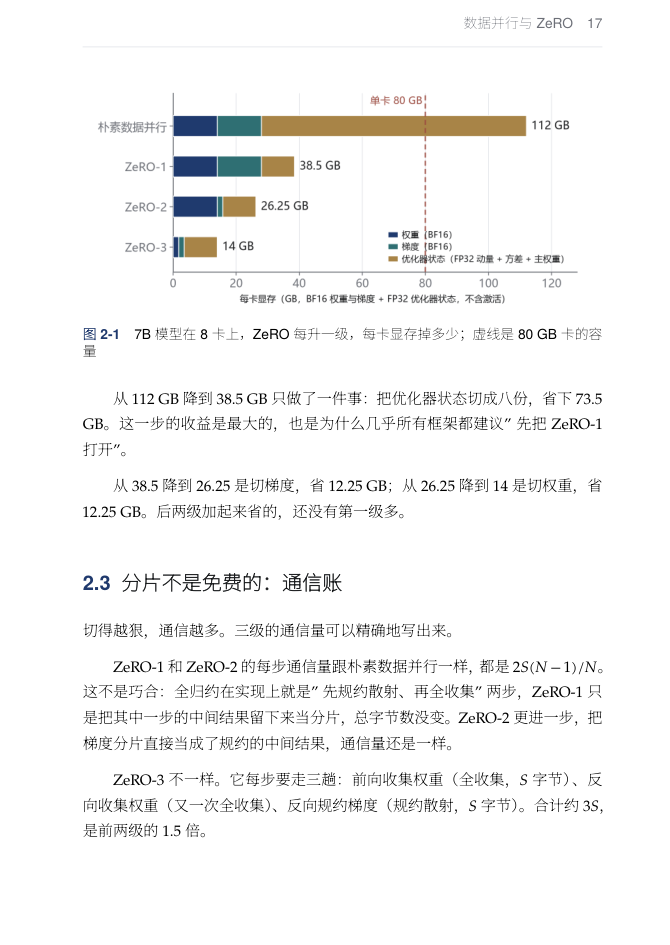 数据并行与 ZeRO 17
单卡 80 GB
朴素数据并行
112 GB
ZeRO-1
38.5 GB
ZeRO-2
26.25 GB
ZeRO-3
14 GB
权重（BF16）
梯度（BF16）
优化器状态（FP32 动量 + 方差 + 主权重）
0 20 40 60 80 100 120
每卡显存（GB，BF16 权重与梯度 + FP32 优化器状态，不含激活）
图 2-1 7B 模型在 8 卡上，ZeRO 每升一级，每卡显存掉多少；虚线是 80 GB 卡的容
量
从 112 GB 降到 38.5 GB 只做了一件事：把优化器状态切成八份，省下 73.5
GB。这一步的收益是最大的，也是为什么几乎所有框架都建议”先把 ZeRO-1
打开”。
从 38.5 降到 26.25 是切梯度，省 12.25 GB；从 26.25 降到 14 是切权重，省
12.25 GB。后两级加起来省的，还没有第一级多。
2.3 分片不是免费的：通信账
切得越狠，通信越多。三级的通信量可以精确地写出来。
ZeRO-1 和 ZeRO-2 的每步通信量跟朴素数据并行一样，都是 2S(N − 1)/N。
这不是巧合：全归约在实现上就是”先规约散射、再全收集”两步，ZeRO-1 只
是把其中一步的中间结果留下来当分片，总字节数没变。ZeRO-2 更进一步，把
梯度分片直接当成了规约的中间结果，通信量还是一样。
ZeRO-3 不一样。它每步要走三趟：前向收集权重（全收集，S 字节）、反
向收集权重（又一次全收集）、反向规约梯度（规约散射，S 字节）。合计约 3S，
是前两级的 1.5 倍。